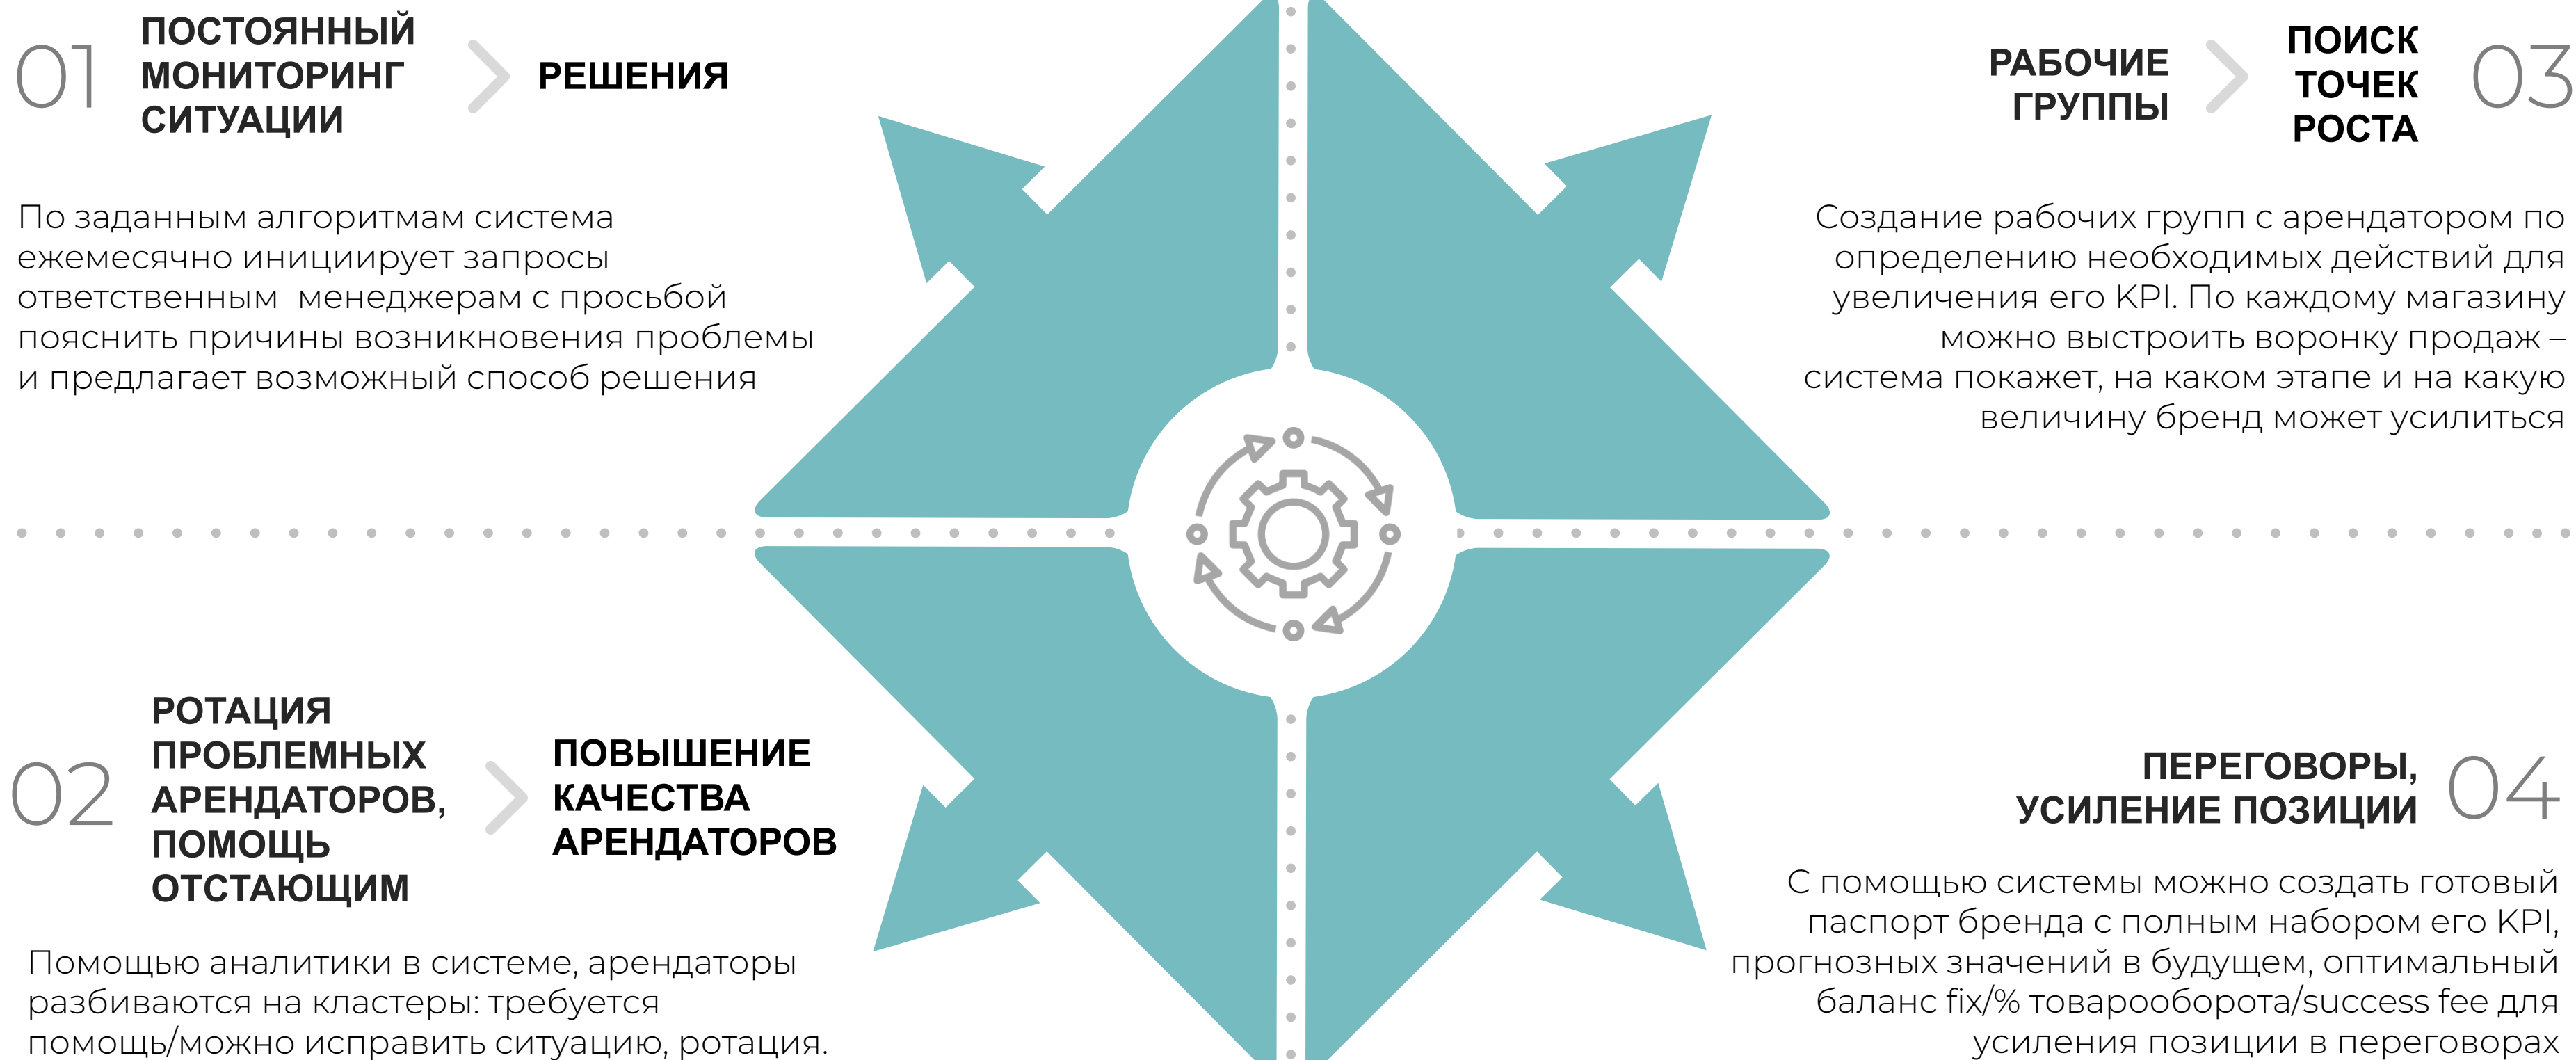 01
ПОСТОЯННЫЙ
МОНИТОРИНГ
СИТУАЦИИ
РЕШЕНИЯ
По заданным алгоритмам система
ежемесячно инициирует запросы
ответственным  менеджерам с просьбой
пояснить причины возникновения проблемы
и предлагает возможный способ решения
02
РОТАЦИЯ
ПРОБЛЕМНЫХ
АРЕНДАТОРОВ,
ПОМОЩЬ
ОТСТАЮЩИМ
ПОВЫШЕНИЕ
КАЧЕСТВА
АРЕНДАТОРОВ
Помощью аналитики в системе, арендаторы
разбиваются на кластеры: требуется
помощь/можно исправить ситуацию, ротация.
РАБОЧИЕ
ГРУППЫ
ПОИСК
ТОЧЕК
РОСТА
03
Создание рабочих групп с арендатором по
определению необходимых действий для
увеличения его KPI. По каждому магазину
можно выстроить воронку продаж –
система покажет, на каком этапе и на какую
величину бренд может усилиться
ПЕРЕГОВОРЫ,
УСИЛЕНИЕ ПОЗИЦИИ
04
С помощью системы можно создать готовый
паспорт бренда с полным набором его KPI,
прогнозных значений в будущем, оптимальный
баланс fix/% товарооборота/success fee для
усиления позиции в переговорах